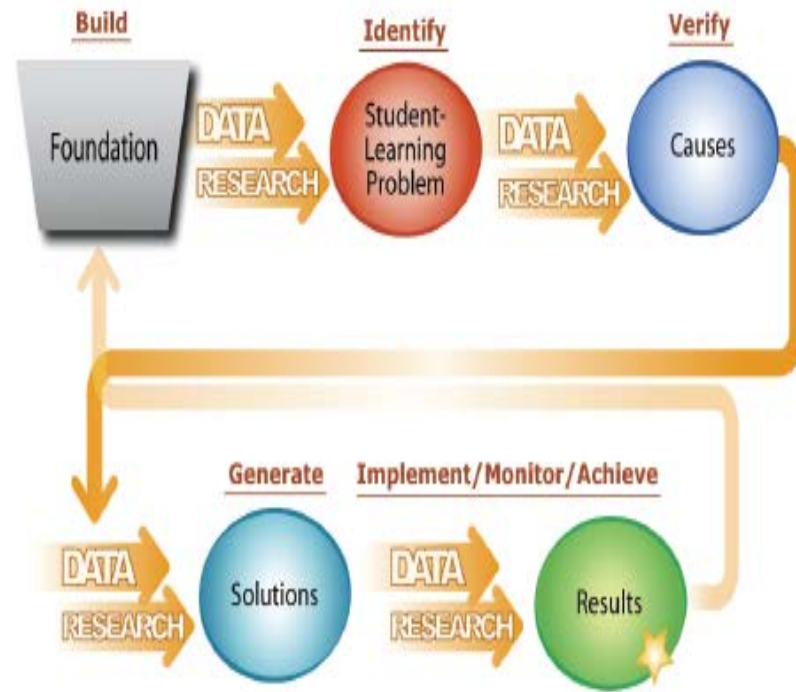 Build
Identify
Verify
Foundation
DATA
RESEARCH
Student-
Learning
Problem
DATA
RESEARCH
Causes
Generate
Implement/Monitor/Achieve
DATA
RESEARCH
Solutions
DATA
RESEARCH
Results